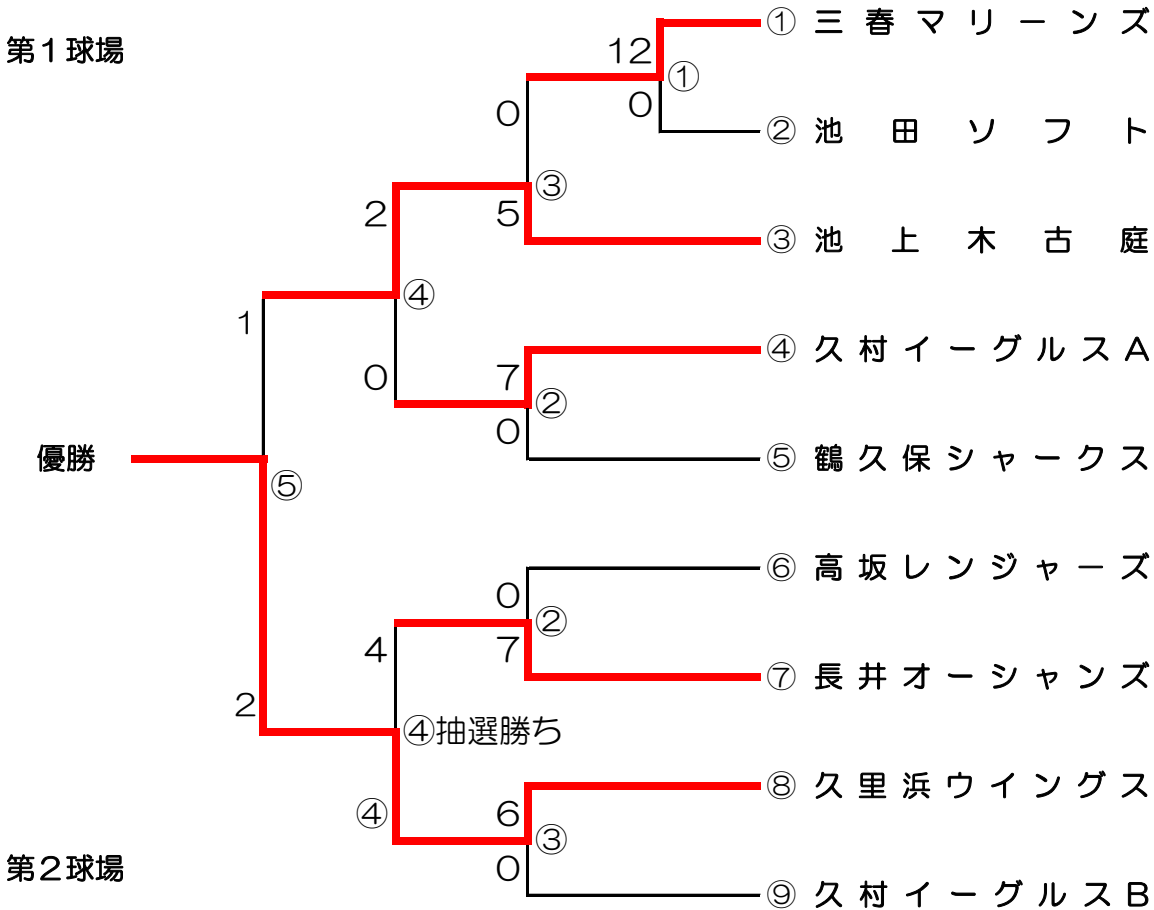 ① 三春マリーンズ
第1球場
12
①
0
0
② 池田ソフト
③
2
5
③ 池上木古庭
④
1
④ 久村イーグルスA
0
7
②
0
優勝
⑤ 鶴久保シャークス
⑤
⑥ 高坂レンジャーズ
0
②
4
7
⑦ 長井オーシャンズ
2
④抽選勝ち
⑧ 久里浜ウイングス
④
6
③
第2球場
0
⑨ 久村イーグルスB